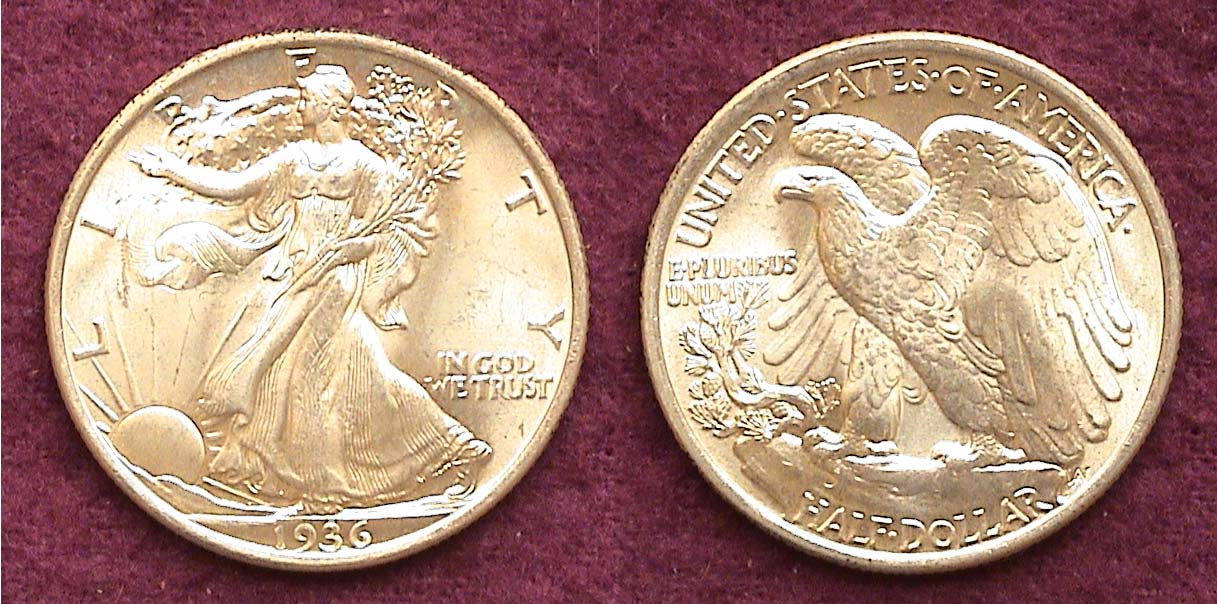 LIBERTY
IN GOD
WE TRUST
1936
UNITED·STATES·OF·AMERICA·
E·PLURIBUS
UNUM
HALF·DOLLAR